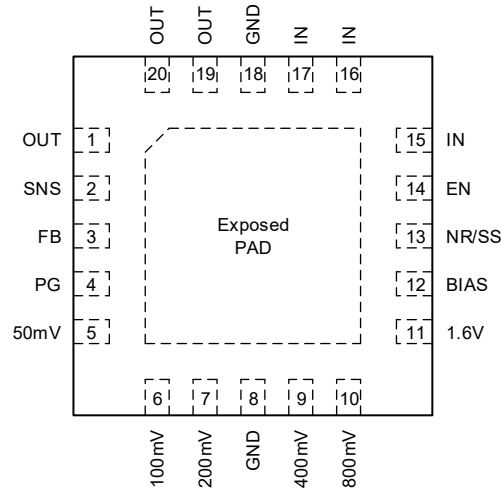 OUT
OUT
GND
IN
IN
20
19
18
17
16
OUT
1
15
IN
SNS
2
14
EN
FB
3
Exposed
PAD
13
NR/SS
PG
4
12
BIAS
50mV
5
11
1.6V
6
7
8
9
10
100mV
200mV
GND
400mV
800mV